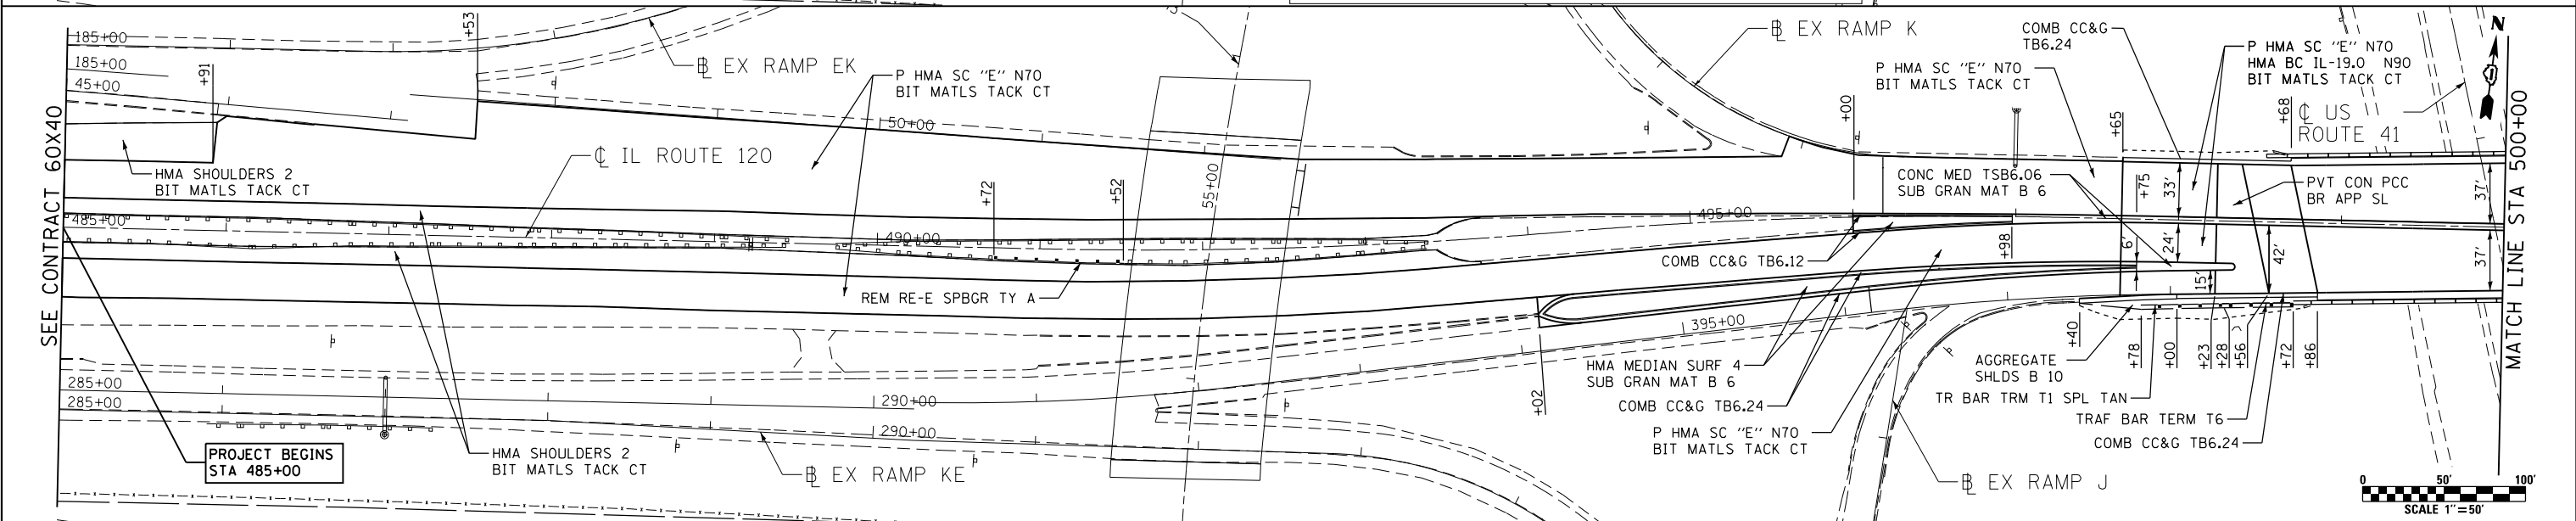 185+00
185+00
45+00
+91
+53
℄ EX RAMP EK
P HMA SC "E" N70
BIT MATLS TACK CT
50+00
℄ IL ROUTE 120
HMA SHOULDERS 2
BIT MATLS TACK CT
SEE CONTRACT 60X40
485+00
+72
+52
490+00
55+00
REM RE-E SPBGR TY A
285+00
285+00
290+00
290+00
PROJECT BEGINS
STA 485+00
HMA SHOULDERS 2
BIT MATLS TACK CT
℄ EX RAMP KE
℄ EX RAMP K
COMB CC&G
TB6.24
P HMA SC "E" N70
BIT MATLS TACK CT
P HMA SC "E" N70
HMA BC IL-19.0 N90
BIT MATLS TACK CT
N
+00
+65
+68
℄ US
ROUTE 41
CONC MED TSB6.06
SUB GRAN MAT B 6
+75
33'
PVT CON PCC
BR APP SL
37'
495+00
+98
6'
24'
42'
37'
15'
COMB CC&G TB6.12
MATCH LINE STA 500+00
395+00
+02
HMA MEDIAN SURF 4
SUB GRAN MAT B 6
COMB CC&G TB6.24
P HMA SC "E" N70
BIT MATLS TACK CT
+40
+78
+00
+23
+28
+56
+72
+86
AGGREGATE
SHLDS B 10
TR BAR TRM T1 SPL TAN
TRAF BAR TERM T6
COMB CC&G TB6.24
℄ EX RAMP J
0 50' 100'
SCALE 1"=50'